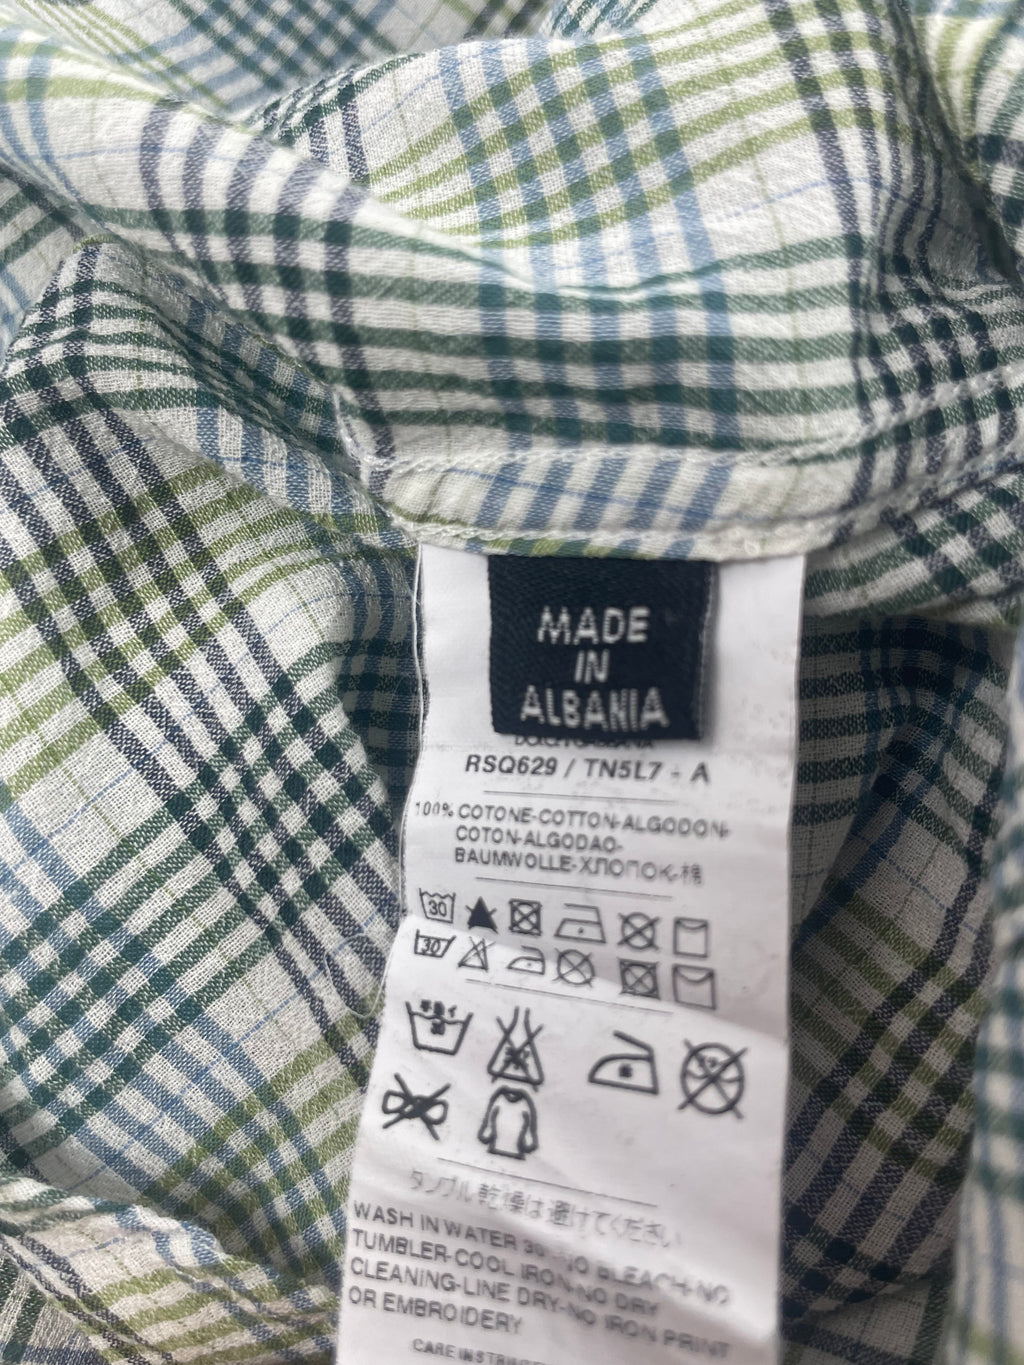 MADE
IN
ALBANIA
RSQ629 / TN5L7 - A
100% COTONE-COTTON-ALGODON-
COTON-ALGODAO-
BAUMWOLLE-ХЛОПОК-棉
30
30
タンブル乾燥は避けてください
WASH IN WATER 30 -NO BLEACH-NO
TUMBLER-COOL IRON-NO DRY
CLEANING-LINE DRY-NO IRON PRINT
OR EMBROIDERY
CARE